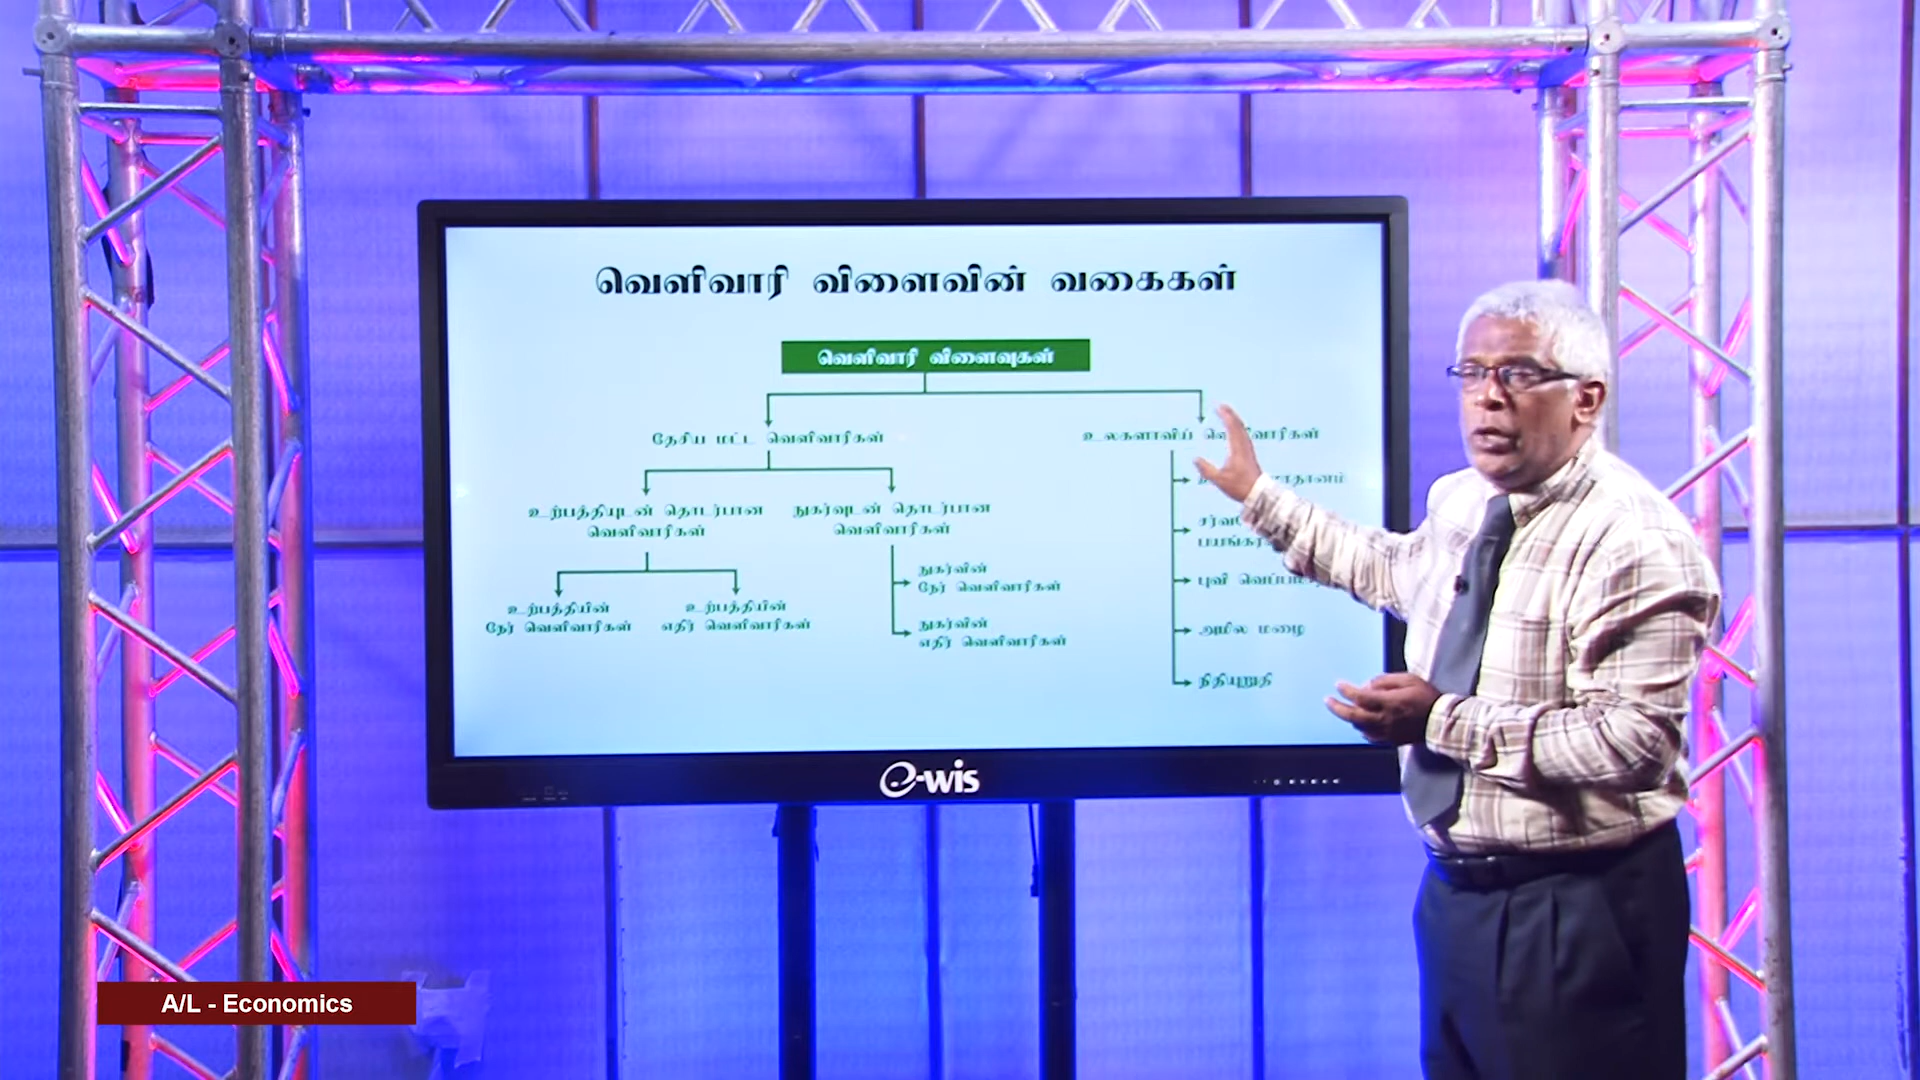 வெளிவாரி விளைவின் வகைகள்
வெளிவாரி விளைவுகள்
தேசிய மட்ட வெளிவாரிகள்
உலகளாவிய
உற்பத்தியுடன் தொடர்பான
வெளிவாரிகள்
நுகர்வுடன் தொடர்பான
வெளிவாரிகள்
உற்பத்தியின்
நேர் வெளிவாரிகள்
உற்பத்தியின்
எதிர் வெளிவாரிகள்
நுகர்வின்
நேர் வெளிவாரிகள்
நுகர்வின்
எதிர் வெளிவாரிகள்
புவி
அமில மழை
நிதியுறுதி
e-wis
A/L - Economics